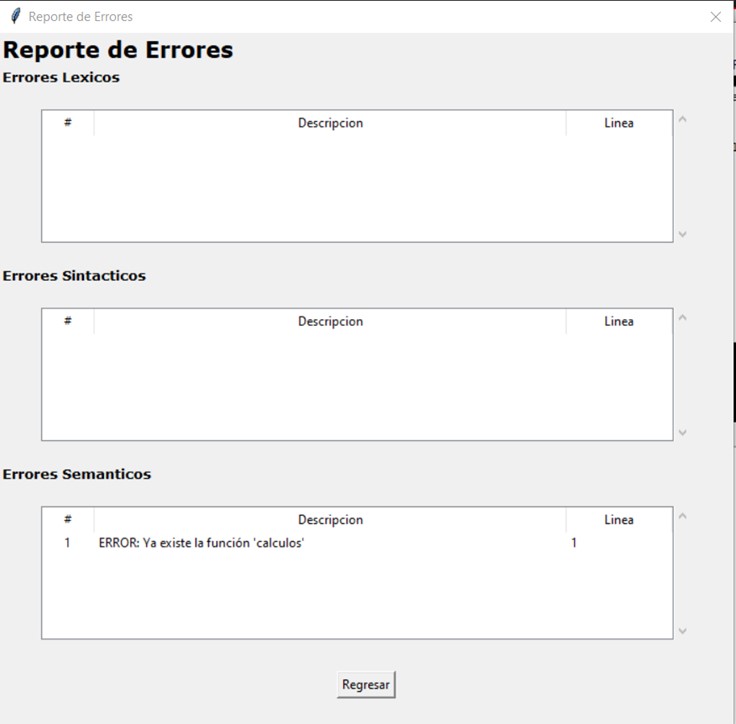 Reporte de Errores
Reporte de Errores
Errores Lexicos
# Descripcion Linea
Errores Sintacticos
# Descripcion Linea
Errores Semanticos
# Descripcion Linea
1 ERROR: Ya existe la función 'calculos' 1
Regresar